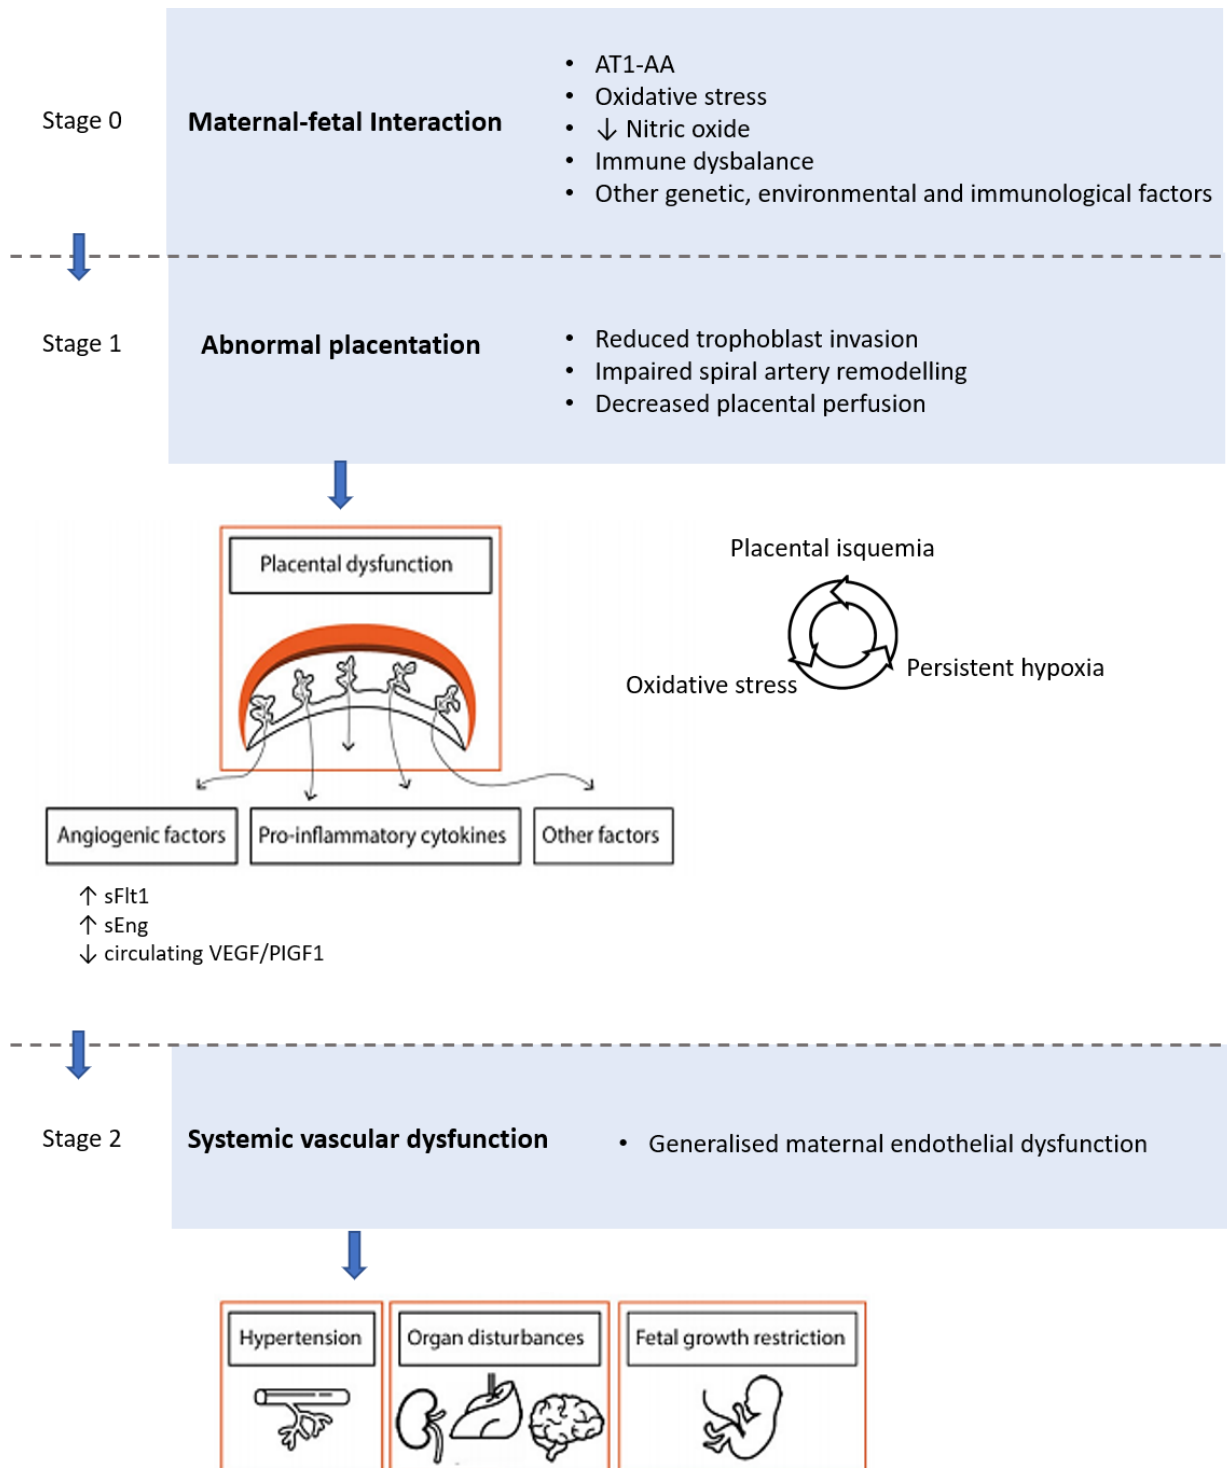 Stage 0
Maternal-fetal Interaction
• AT1-AA
• Oxidative stress
• ↓ Nitric oxide
• Immune dysbalance
• Other genetic, environmental and immunological factors
Stage 1
Abnormal placentation
• Reduced trophoblast invasion
• Impaired spiral artery remodelling
• Decreased placental perfusion
Placental dysfunction
Placental isquemia
Persistent hypoxia
Oxidative stress
Angiogenic factors
Pro-inflammatory cytokines
Other factors
↑ sFlt1
↑ sEng
↓ circulating VEGF/PIGF1
Stage 2
Systemic vascular dysfunction
• Generalised maternal endothelial dysfunction
Hypertension
Organ disturbances
Fetal growth restriction